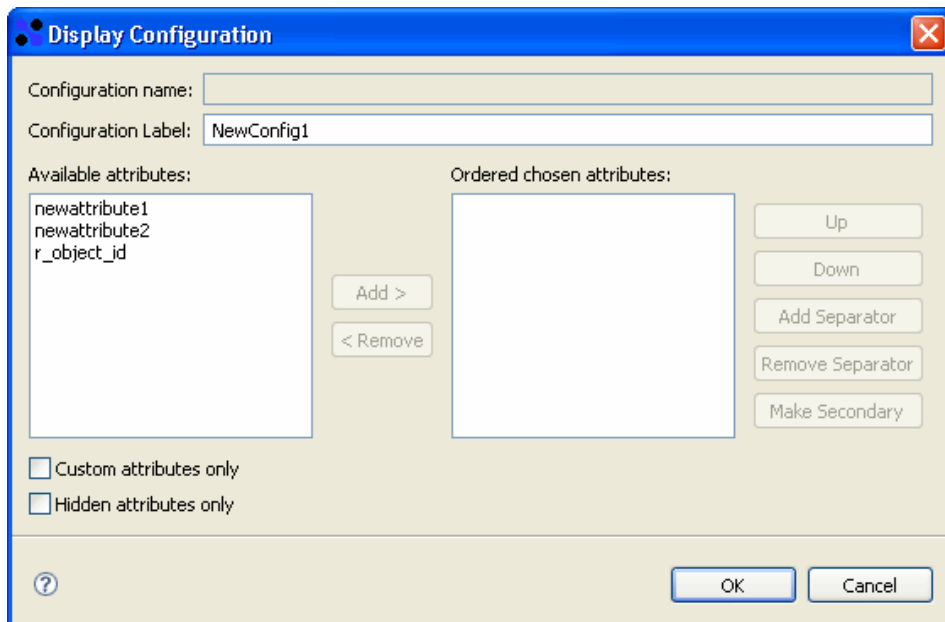 Display Configuration
Configuration name:
Configuration Label: NewConfig1
Available attributes:
newattribute1
newattribute2
r_object_id
Add >
< Remove
Ordered chosen attributes:
Up
Down
Add Separator
Remove Separator
Make Secondary
Custom attributes only
Hidden attributes only
?
OK
Cancel